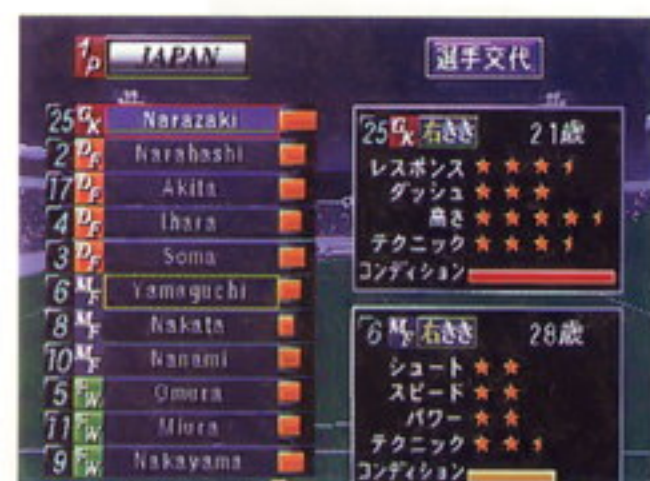 1P JAPAN
選手交代
25 GK Narazaki
2 DF Narahashi
17 DF Akita
4 DF Ihara
3 DF Soma
6 MF Yamaguchi
8 MF Nakata
10 MF Nanami
5 FW Omura
11 FW Miura
9 FW Nakayama
25 GK 右きき 21歳
レスポンス
ダッシュ
高さ
テクニック
コンディション
6 MF 右きき 28歳
シュート
スピード
パワー
テクニック
コンディション